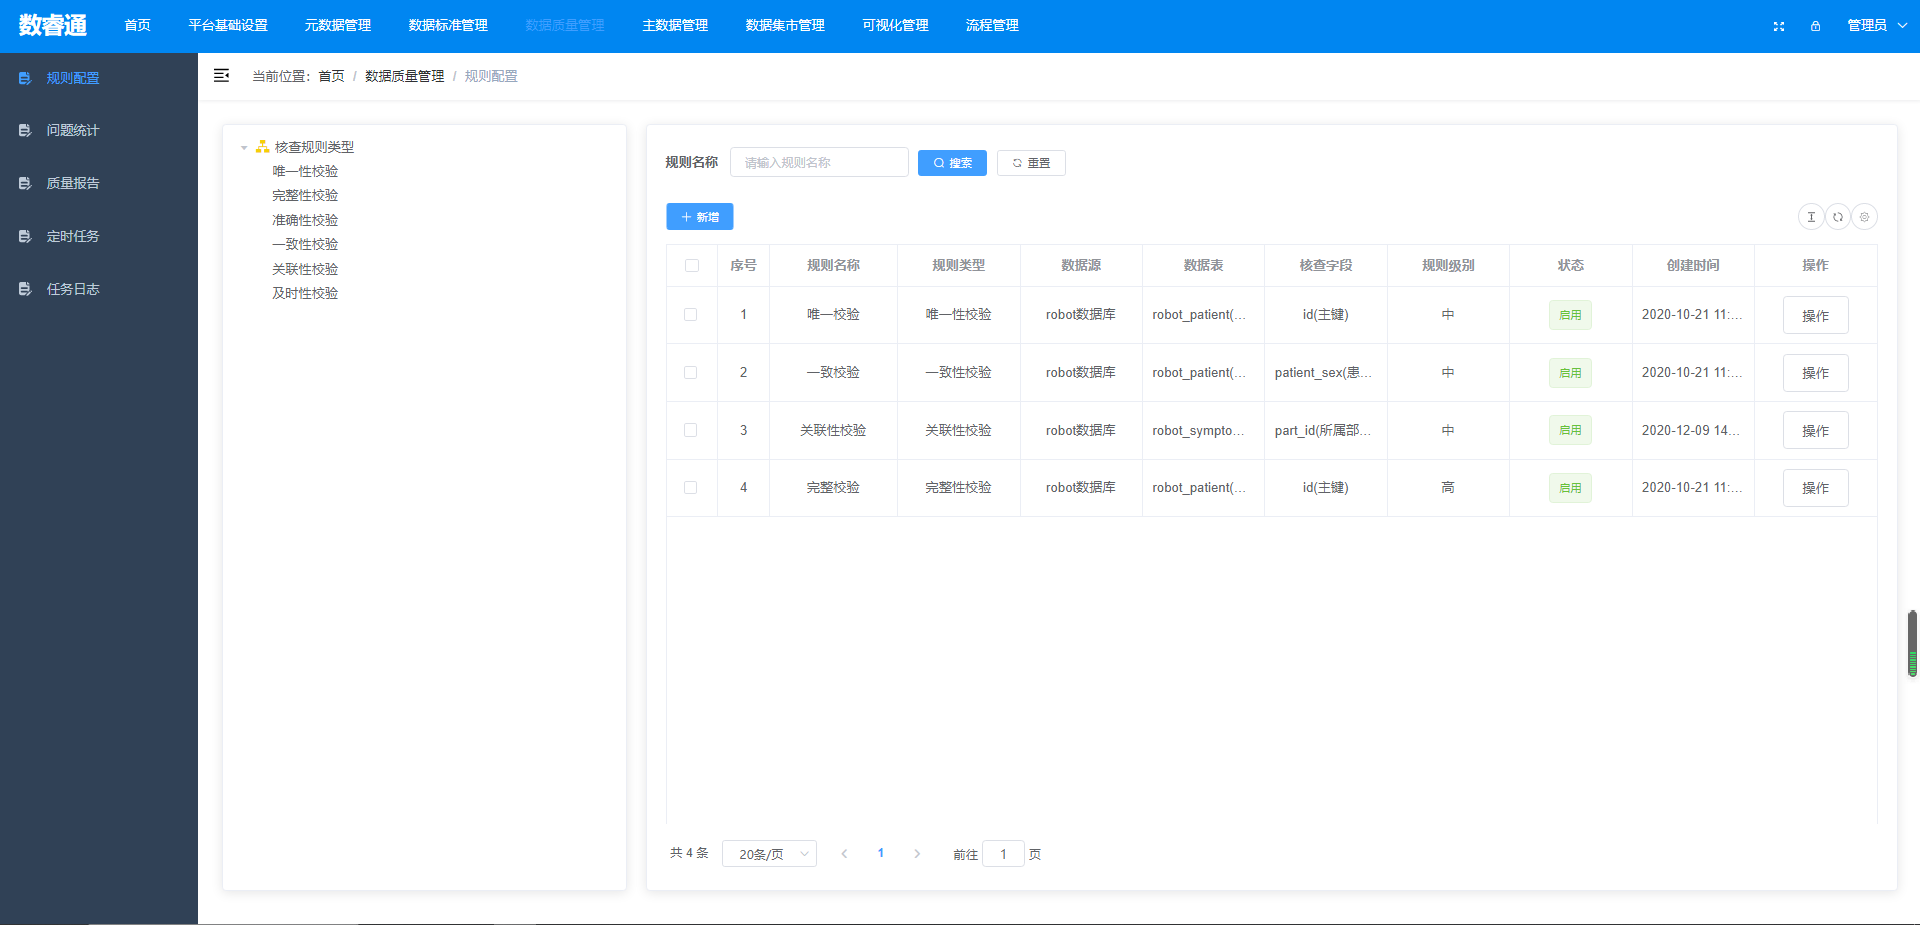 数睿通 首页 平台基础设置 元数据管理 数据标准管理 数据质量管理 主数据管理 数据集市管理 可视化管理 流程管理 管理员
规则配置
问题统计
质量报告
定时任务
任务日志
当前位置: 首页 / 数据质量管理 / 规则配置
核查规则类型
唯一性校验
完整性校验
准确性校验
一致性校验
关联性校验
及时性校验
规则名称 请输入规则名称 搜索 重置
新增
序号 规则名称 规则类型 数据源 数据表 核查字段 规则级别 状态 创建时间 操作
1 唯一校验 唯一性校验 robot数据库 robot_patient(... id(主键) 中 启用 2020-10-21 11:... 操作
2 一致校验 一致性校验 robot数据库 robot_patient(... patient_sex(患... 中 启用 2020-10-21 11:... 操作
3 关联性校验 关联性校验 robot数据库 robot_sympto... part_id(所属部... 中 启用 2020-12-09 14... 操作
4 完整校验 完整性校验 robot数据库 robot_patient(... id(主键) 高 启用 2020-10-21 11:... 操作
共 4 条 20条/页 1 前往 1 页